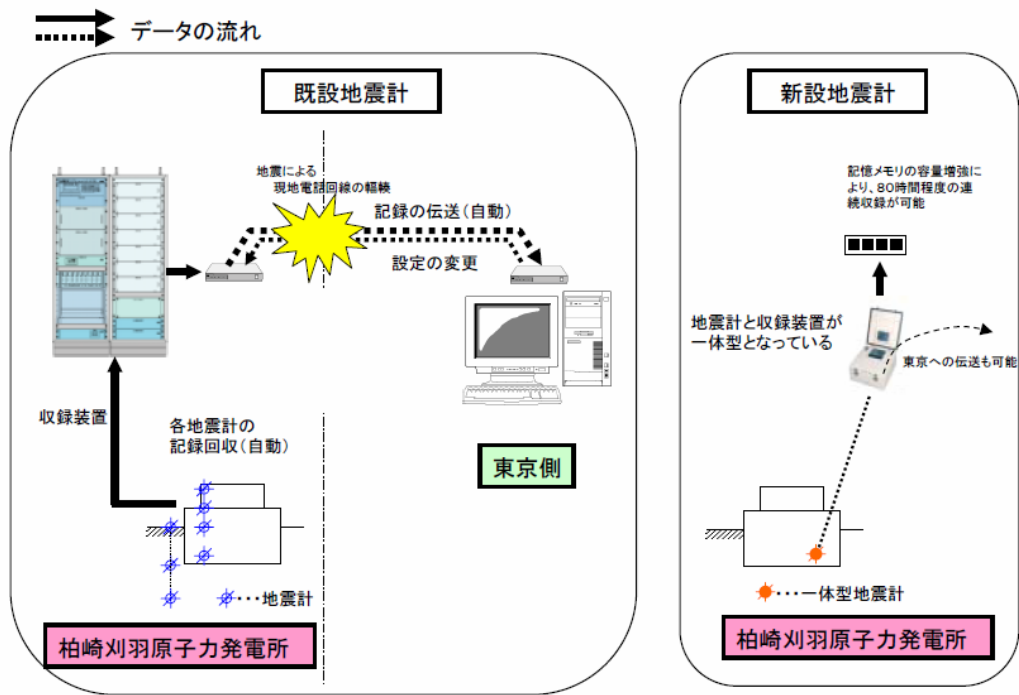 データの流れ
既設地震計
地震による
現地電話回線の輻輳
記録の伝送(自動)
設定の変更
収録装置
各地震計の
記録回収(自動)
東京側
･･･地震計
柏崎刈羽原子力発電所
新設地震計
記憶メモリの容量増強に
より、80時間程度の連
続収録が可能
地震計と収録装置が
一体型となっている
東京への伝送も可能
･･･一体型地震計
柏崎刈羽原子力発電所